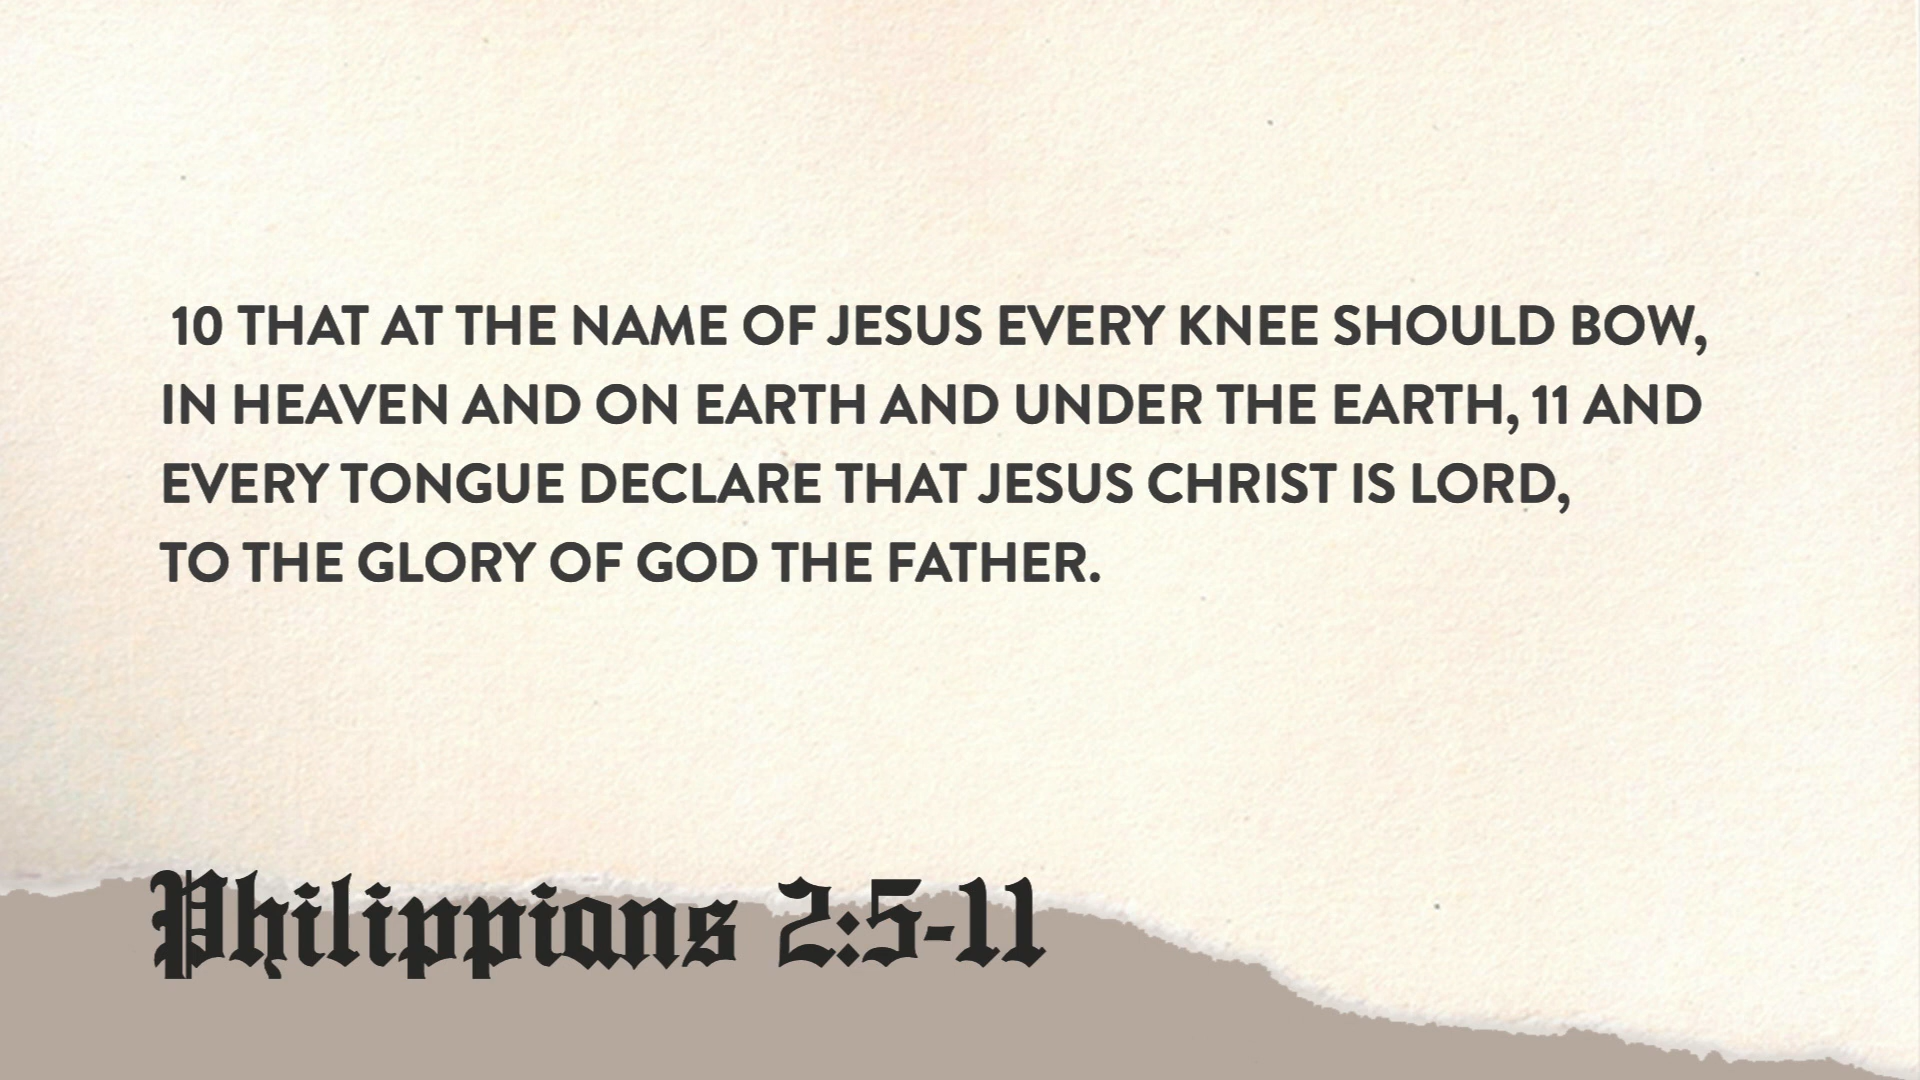 10 THAT AT THE NAME OF JESUS EVERY KNEE SHOULD BOW,
IN HEAVEN AND ON EARTH AND UNDER THE EARTH, 11 AND
EVERY TONGUE DECLARE THAT JESUS CHRIST IS LORD,
TO THE GLORY OF GOD THE FATHER.
Philippians 2:5-11